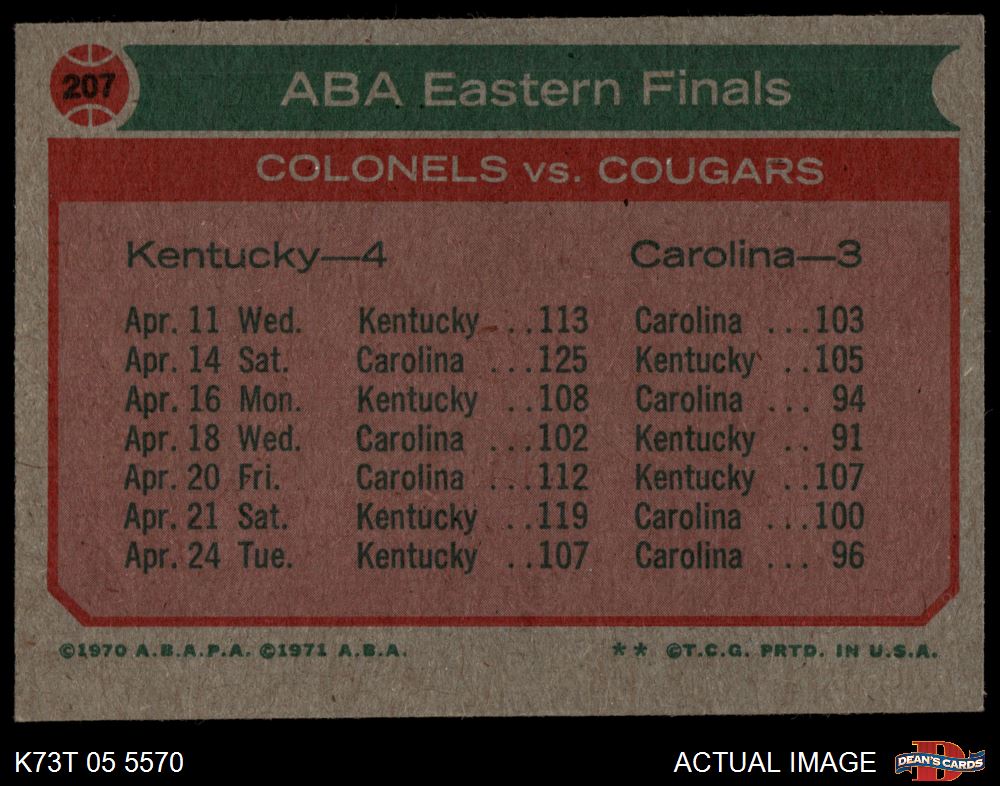 207
ABA Eastern Finals
COLONELS vs. COUGARS
Kentucky—4 Carolina—3
Apr. 11 Wed. Kentucky . . 113 Carolina . . . 103
Apr. 14 Sat. Carolina . . . 125 Kentucky . . 105
Apr. 16 Mon. Kentucky . . 108 Carolina . . . 94
Apr. 18 Wed. Carolina . . . 102 Kentucky . . 91
Apr. 20 Fri. Carolina . . . 112 Kentucky . . 107
Apr. 21 Sat. Kentucky . . 119 Carolina . . . 100
Apr. 24 Tue. Kentucky . . 107 Carolina . . . 96
©1970 A.B.A.P.A. ©1971 A.B.A. ** ©T.C.G. PRTD. IN U.S.A.
K73T 05 5570 ACTUAL IMAGE D DEAN'S CARDS